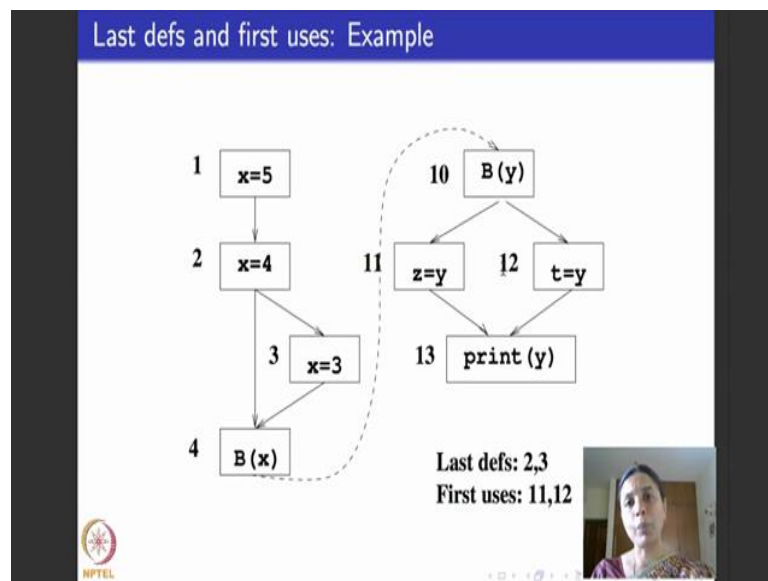 Last defs and first uses: Example
1
x=5
2
x=4
3
x=3
4
B(x)
10
B(y)
11
z=y
12
t=y
13
print(y)
Last defs: 2,3
First uses: 11,12
NPTEL